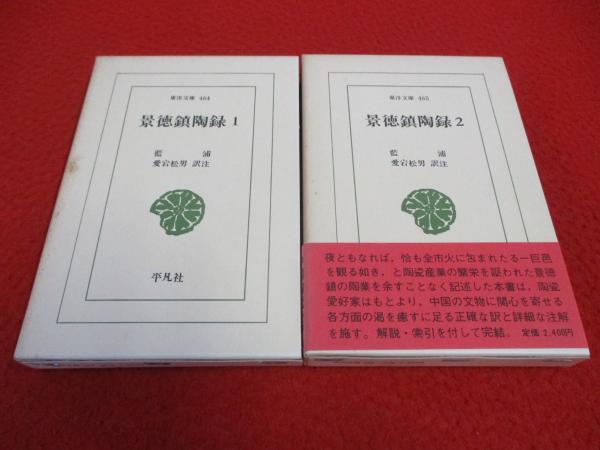 東洋文庫 464
景徳鎮陶録 1
藍 浦
愛宕松男 訳注
平凡社
東洋文庫 465
景徳鎮陶録 2
藍 浦
愛宕松男 訳注
夜ともなれば，恰も全市火に包まれたる一巨邑
を観る如き，と陶瓷産業の繁栄を謳われた景徳
鎮の陶業を余すことなく記述した本書は，陶瓷
愛好家はもとより，中国の文物に関心を寄せる
各方面の渇を癒すに足る正確な訳と詳細な注解
を施す。解説・索引を付して完結。 定価 2,400円